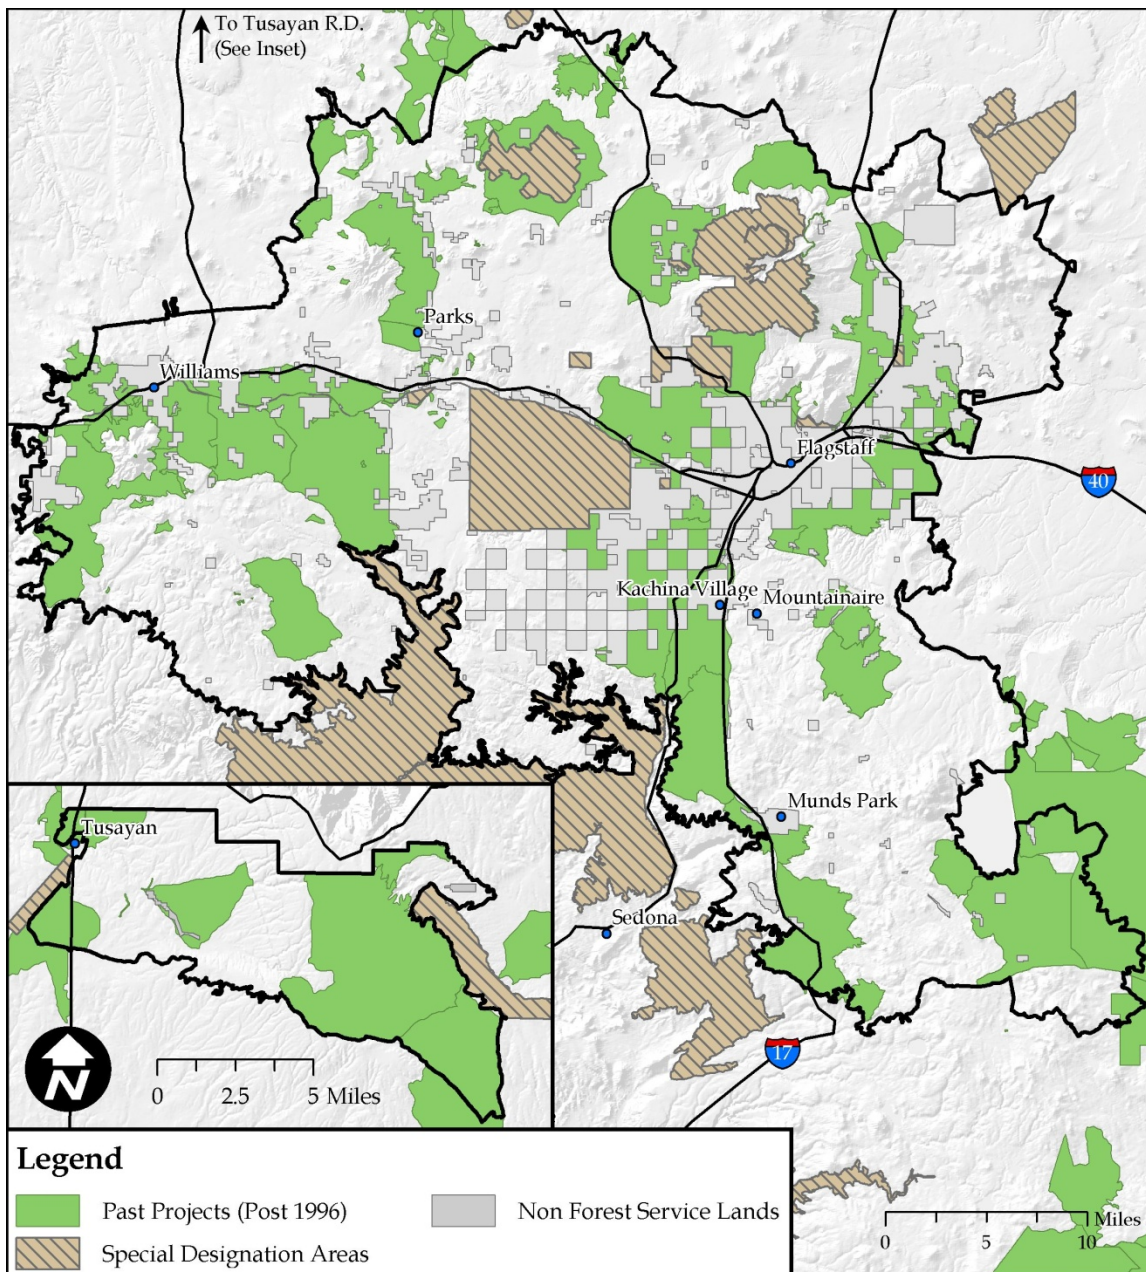 To Tusayan R.D.
(See Inset)
Parks
Williams
Flagstaff
40
Kachina Village
Mountainaire
Munds Park
Tusayan
Sedona
17
N
0 2.5 5 Miles
Legend
Past Projects (Post 1996)
Non Forest Service Lands
Special Designation Areas
Miles
0 5 10